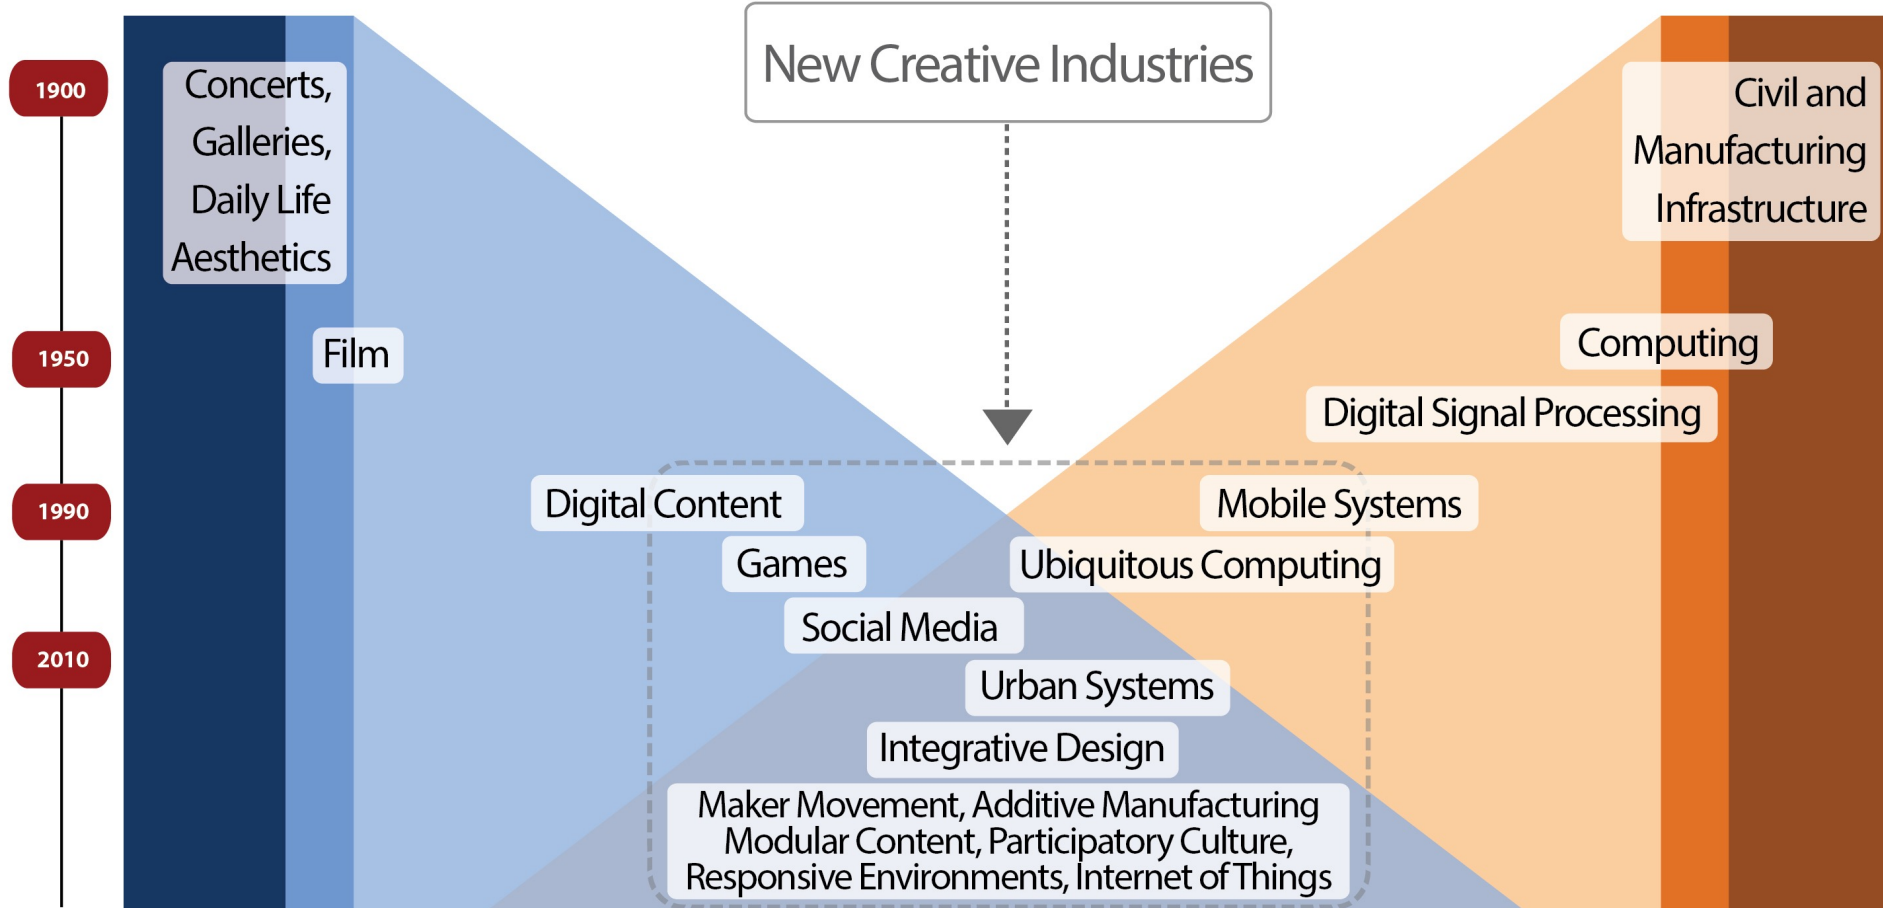 New Creative Industries
1900
Concerts,
Galleries,
Daily Life
Aesthetics
Civil and
Manufacturing
Infrastructure
1950
Film
Computing
Digital Signal Processing
1990
Digital Content
Mobile Systems
Games
Ubiquitous Computing
Social Media
2010
Urban Systems
Integrative Design
Maker Movement, Additive Manufacturing
Modular Content, Participatory Culture,
Responsive Environments, Internet of Things